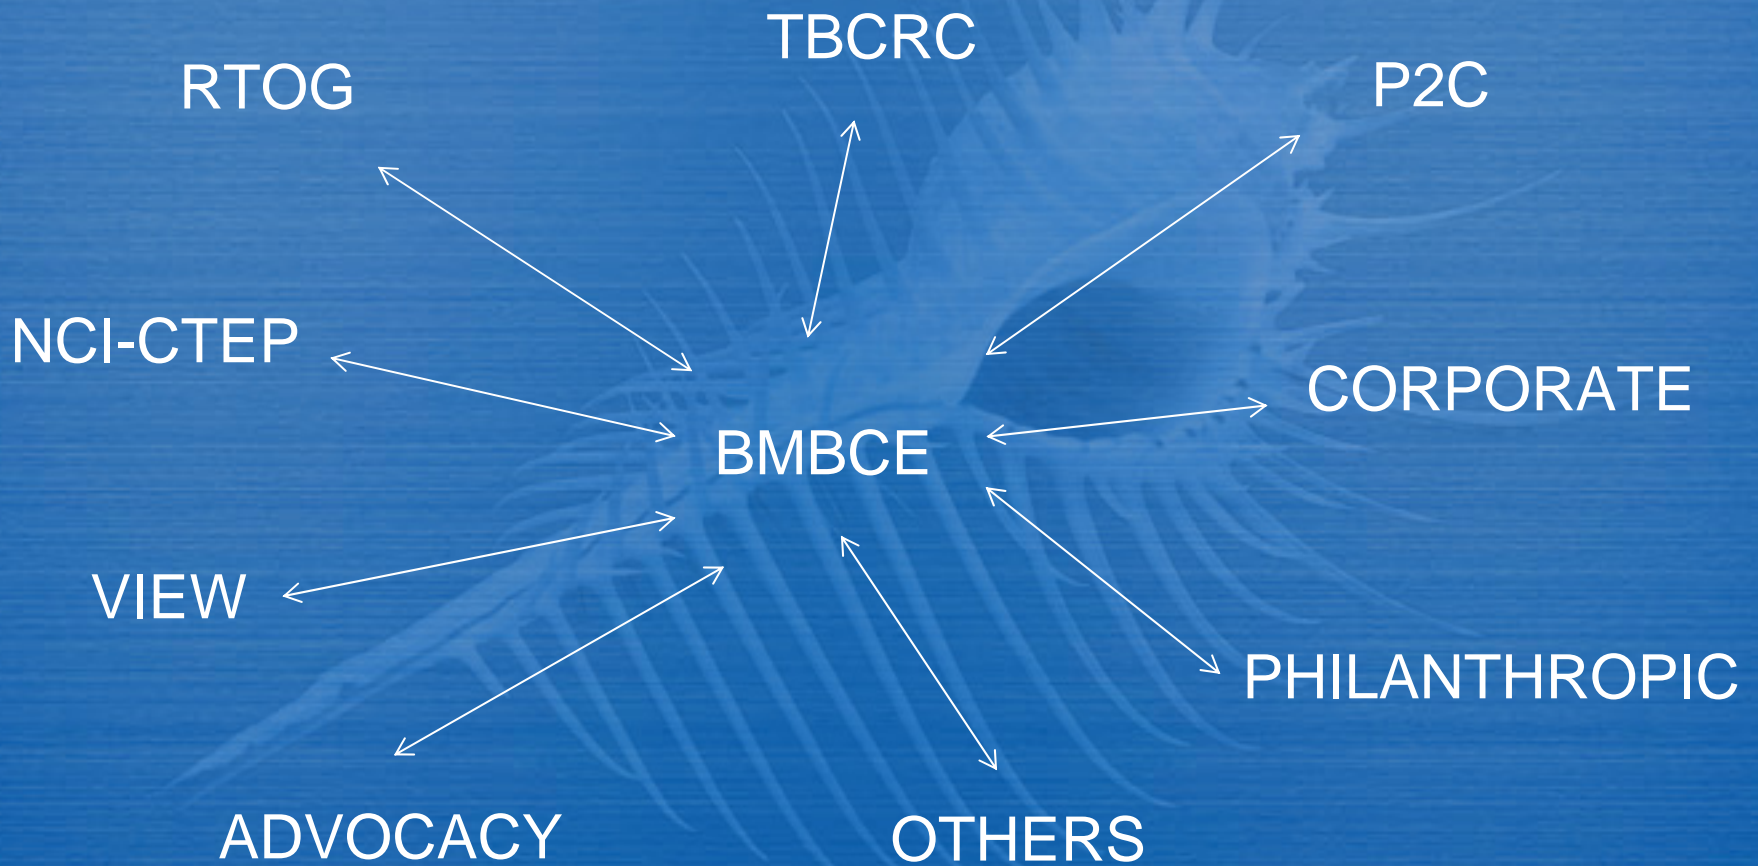 TBCRC
RTOG
P2C
NCI-CTEP
CORPORATE
BMBCE
VIEW
PHILANTHROPIC
ADVOCACY
OTHERS